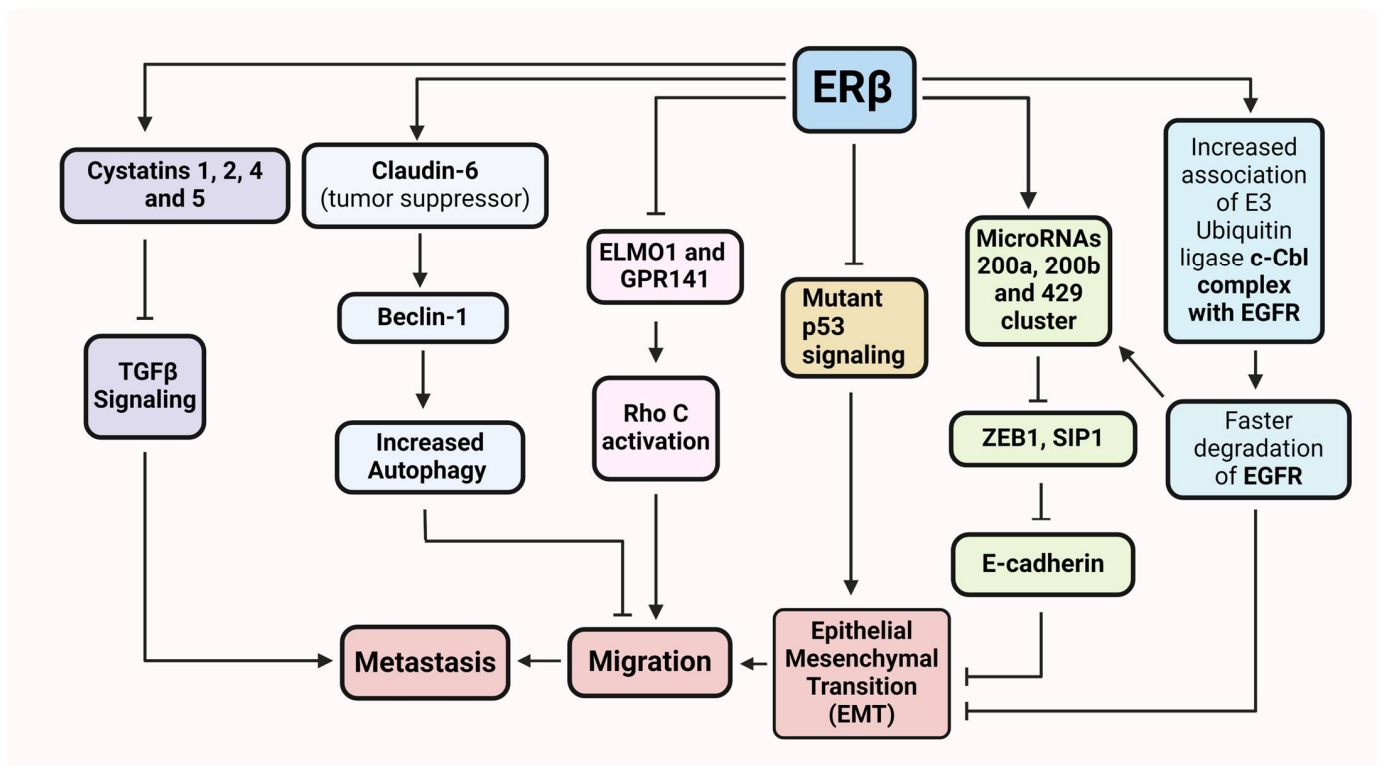 ERβ
Cystatins 1, 2, 4
and 5
TGFβ
Signaling
Claudin-6
(tumor suppressor)
Beclin-1
Increased
Autophagy
ELMO1 and
GPR141
Rho C
activation
Mutant
p53
signaling
MicroRNAs
200a, 200b
and 429
cluster
ZEB1, SIP1
E-cadherin
Increased
association
of E3
Ubiquitin
ligase c-Cbl
complex
with EGFR
Faster
degradation
of EGFR
Metastasis
Migration
Epithelial
Mesenchymal
Transition
(EMT)